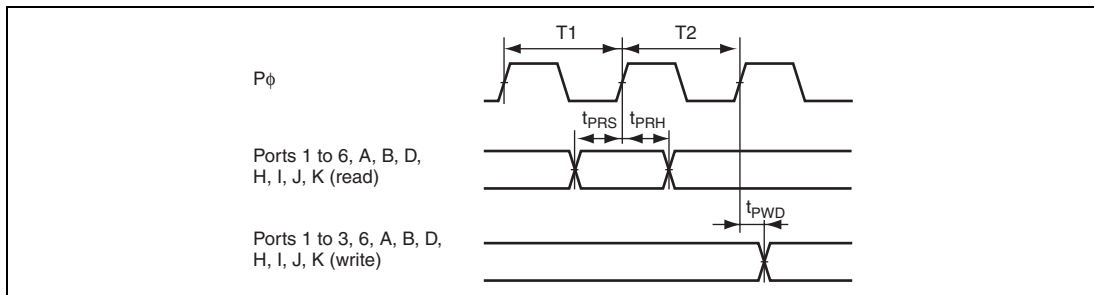 T1 T2
Pφ
tPRS tPRH
Ports 1 to 6, A, B, D,
H, I, J, K (read)
tPWD
Ports 1 to 3, 6, A, B, D,
H, I, J, K (write)